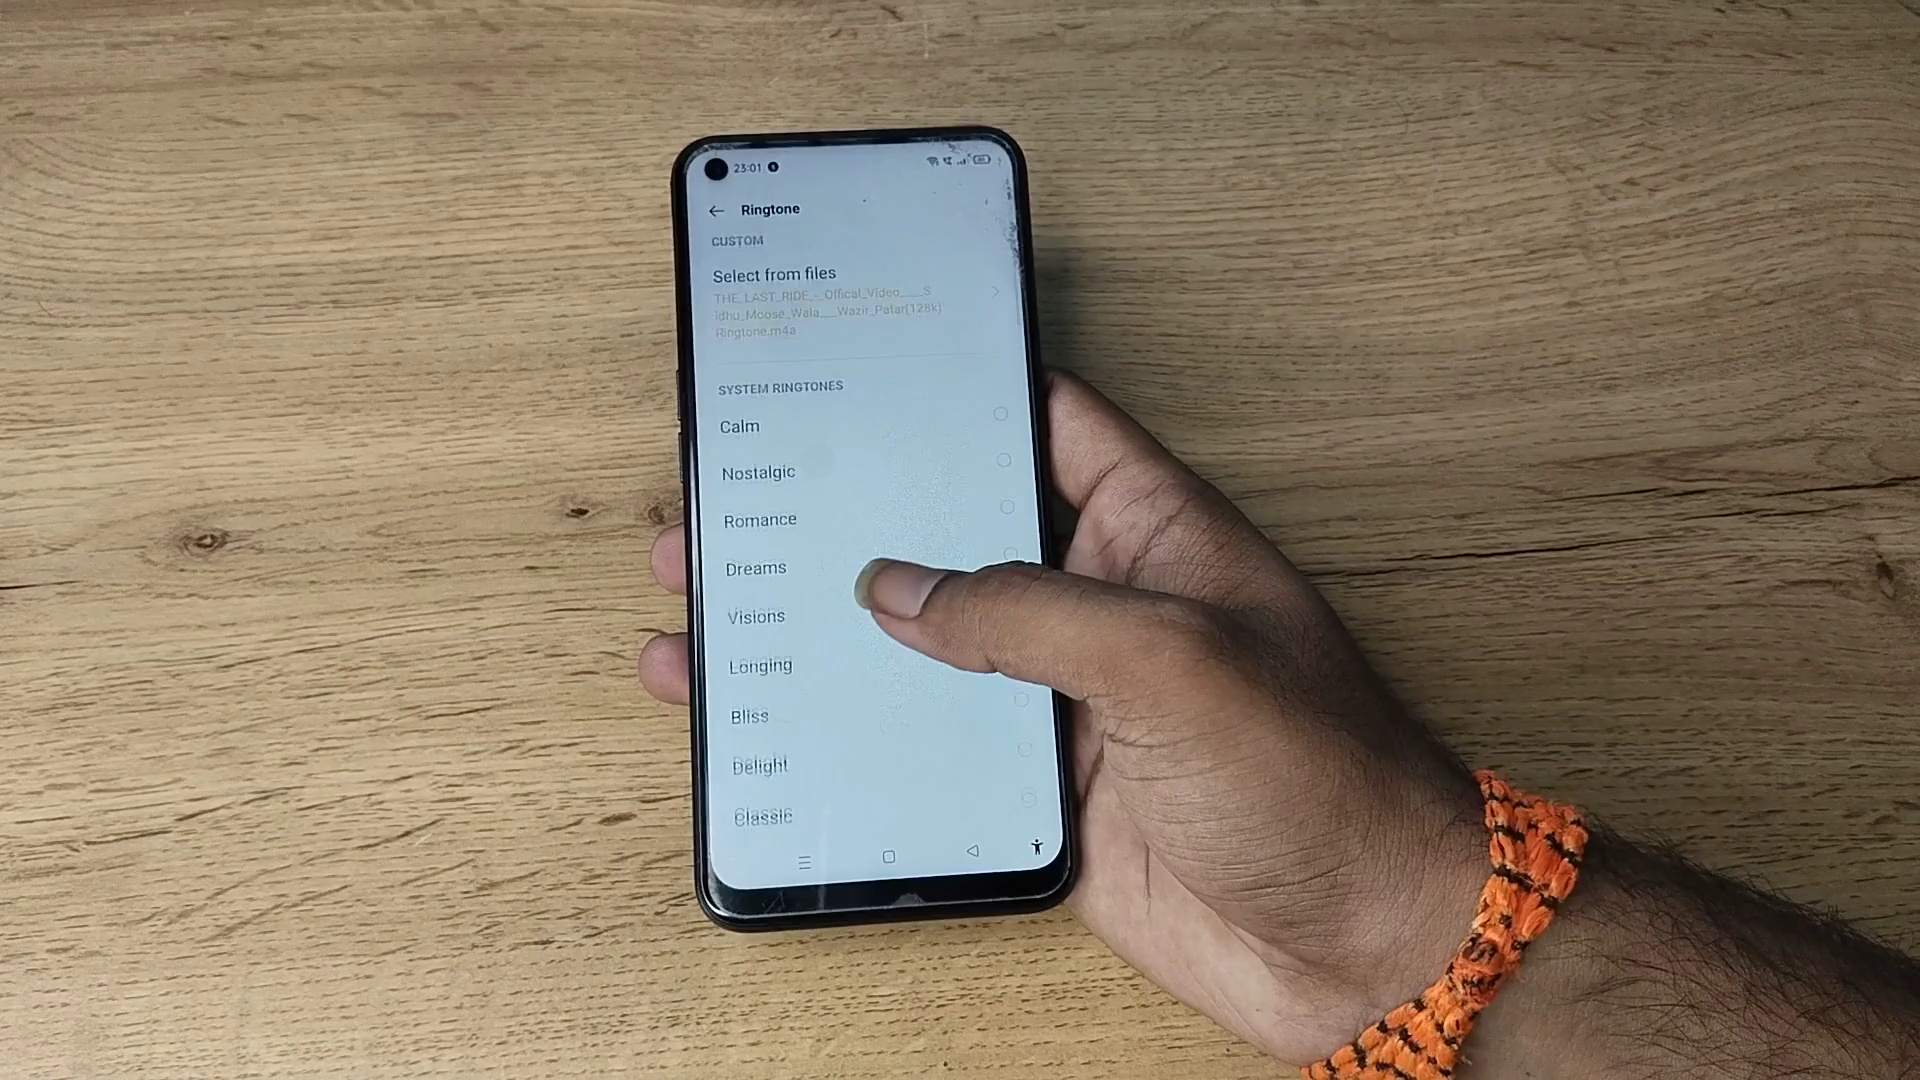 23:01
Ringtone
CUSTOM
Select from files
THE_LAST_RIDE_-_Offical_Video____S
idhu_Moose_Wala___Wazir_Patar(128k)
Ringtone.m4a
SYSTEM RINGTONES
Calm
Nostalgic
Romance
Dreams
Visions
Longing
Bliss
Delight
Classic